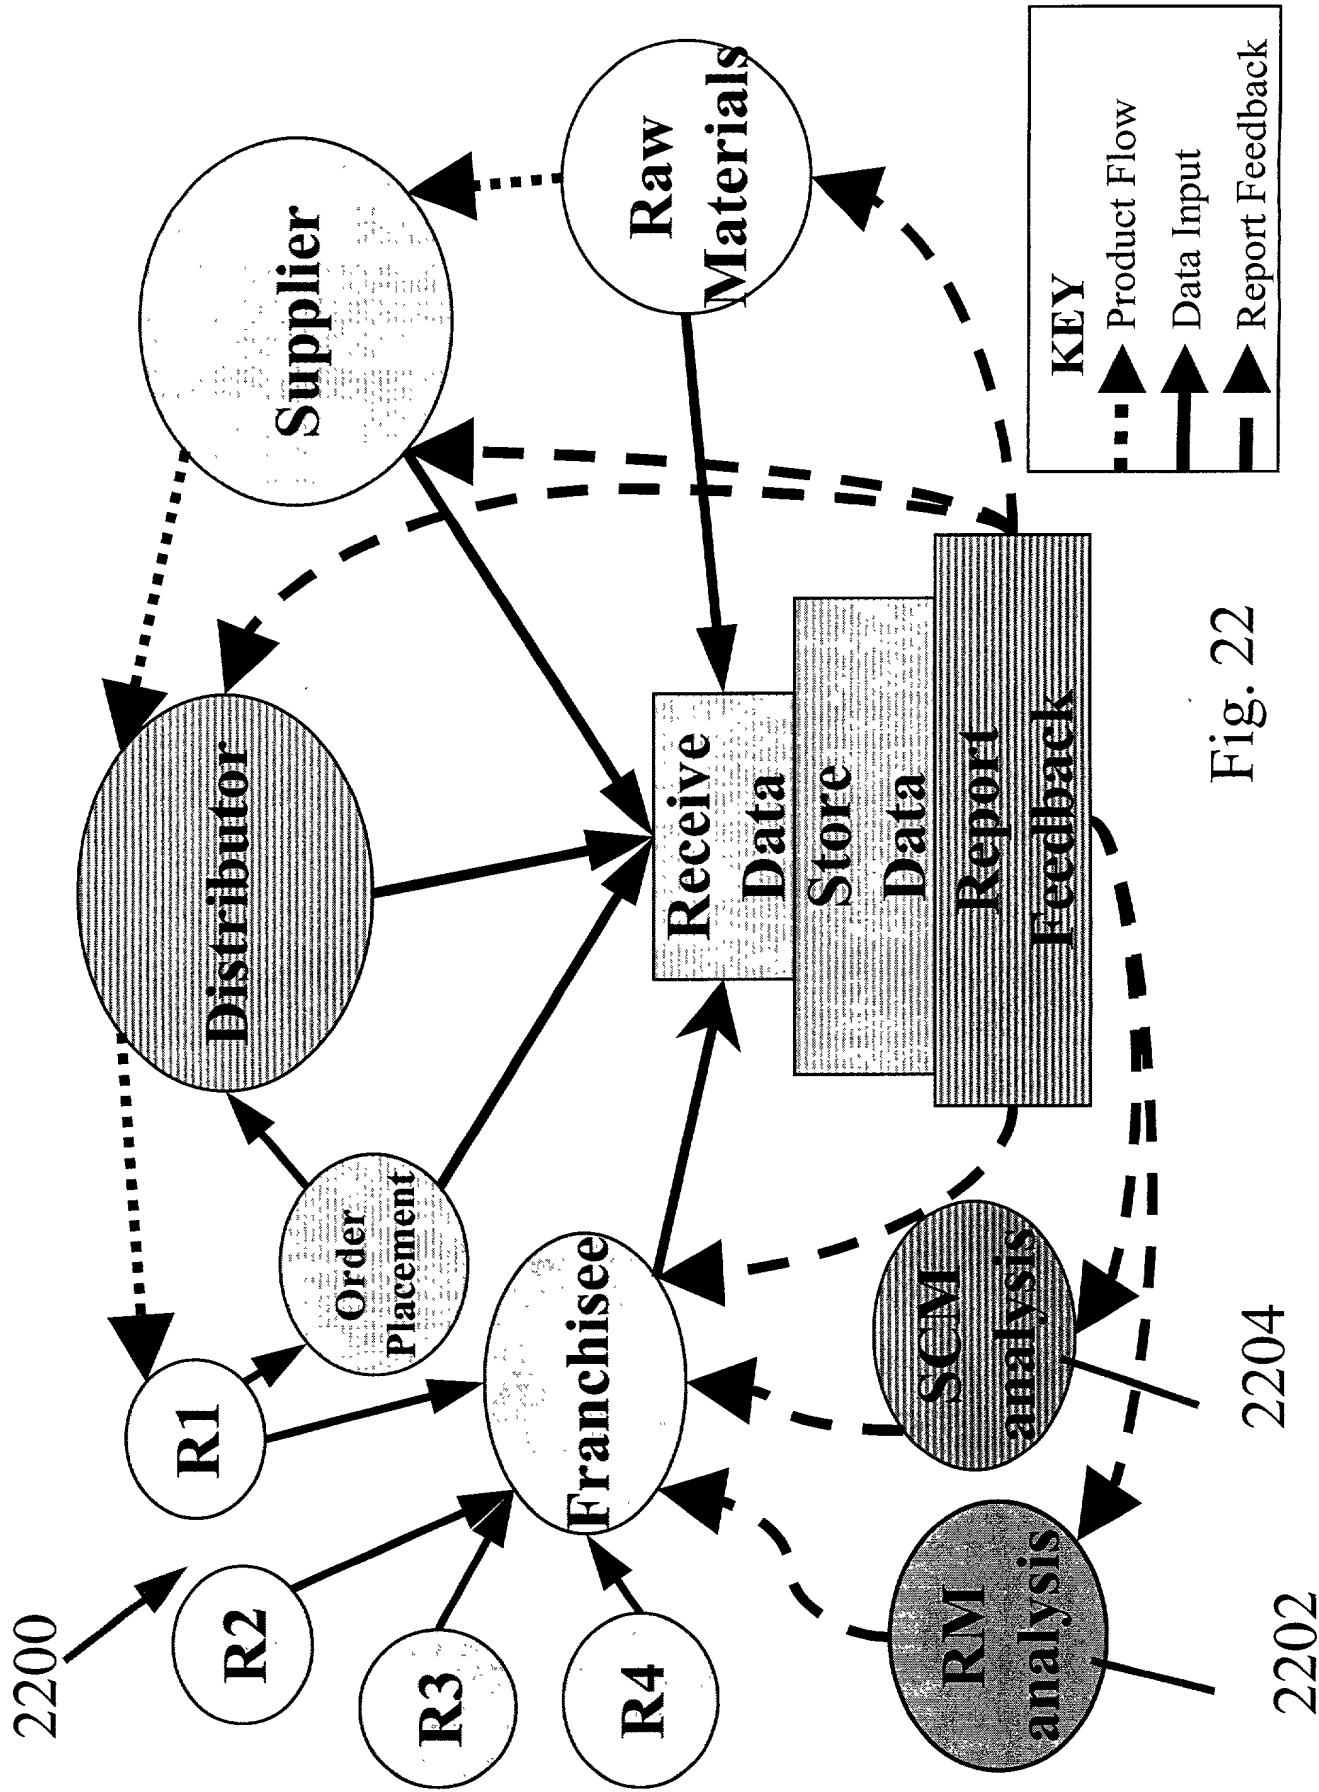 2200
R1
R2
R3
R4
Order
Placement
Distributor
Supplier
Franchisee
Raw
Materials
Receive
Data
Store
Data
Report
Feedback
RM
analysis
SCM
analysis
2202
2204
KEY
Product Flow
Data Input
Report Feedback
Fig. 22